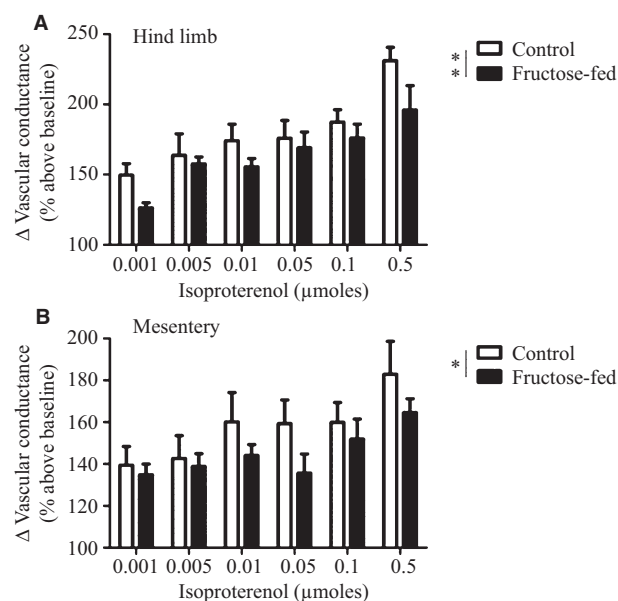 A
Hind limb
Δ Vascular conductance
(% above baseline)
250
200
150
100
0.001 0.005 0.01 0.05 0.1 0.5
Isoproterenol (µmoles)
* *
Control
Fructose-fed
B
Mesentery
Δ Vascular conductance
(% above baseline)
200
180
160
140
120
100
0.001 0.005 0.01 0.05 0.1 0.5
Isoproterenol (µmoles)
*
Control
Fructose-fed